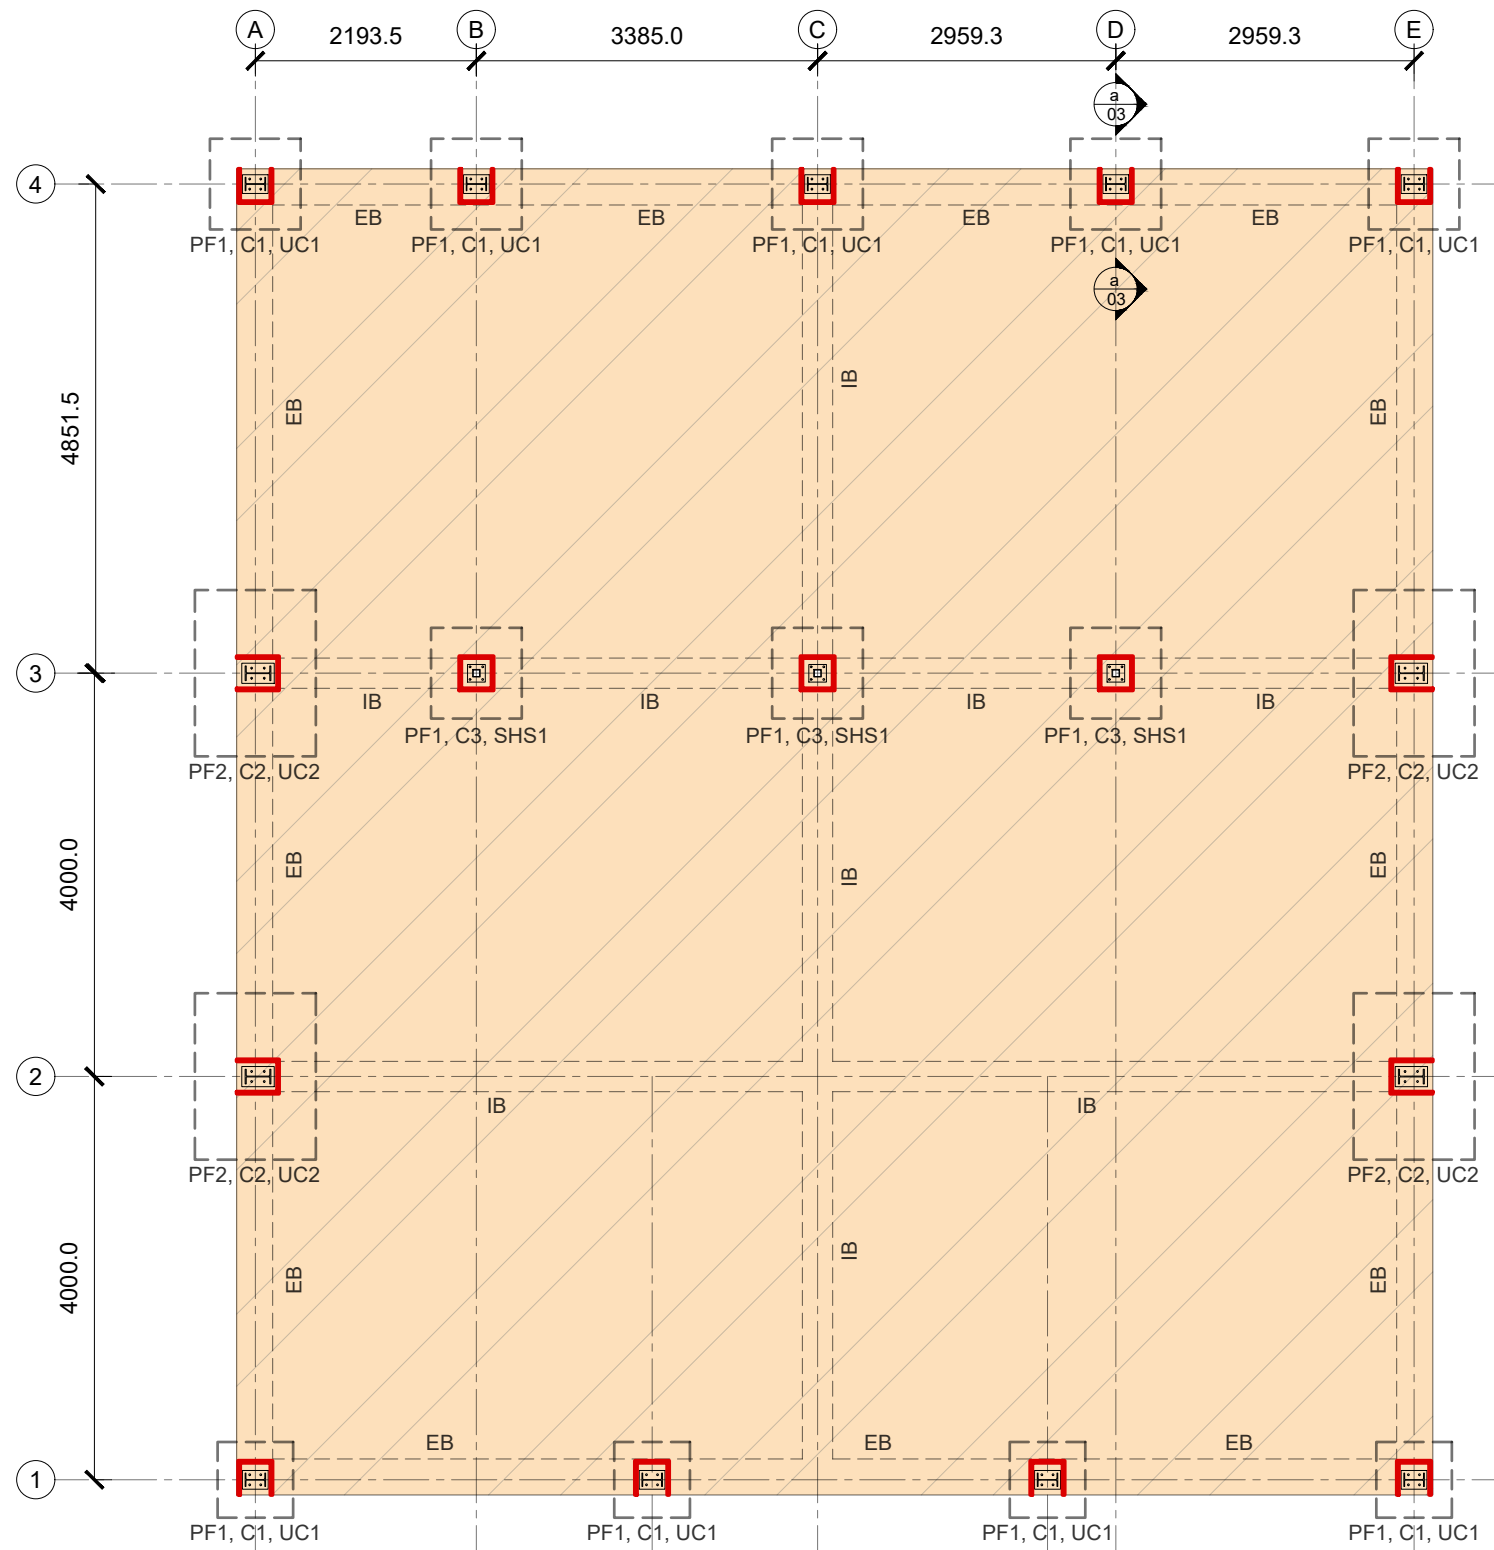 A B C D E
2193.5 3385.0 2959.3 2959.3
a
03
4
EB EB EB EB
PF1, C1, UC1 PF1, C1, UC1 PF1, C1, UC1 PF1, C1, UC1 PF1, C1, UC1
a
03
IB
4851.5 EB EB
3
IB IB IB IB
PF1, C3, SHS1 PF1, C3, SHS1 PF1, C3, SHS1
PF2, C2, UC2 PF2, C2, UC2
4000.0 EB IB EB
2
IB IB
PF2, C2, UC2 PF2, C2, UC2
IB
4000.0 EB EB
EB EB EB
1
PF1, C1, UC1 PF1, C1, UC1 PF1, C1, UC1 PF1, C1, UC1